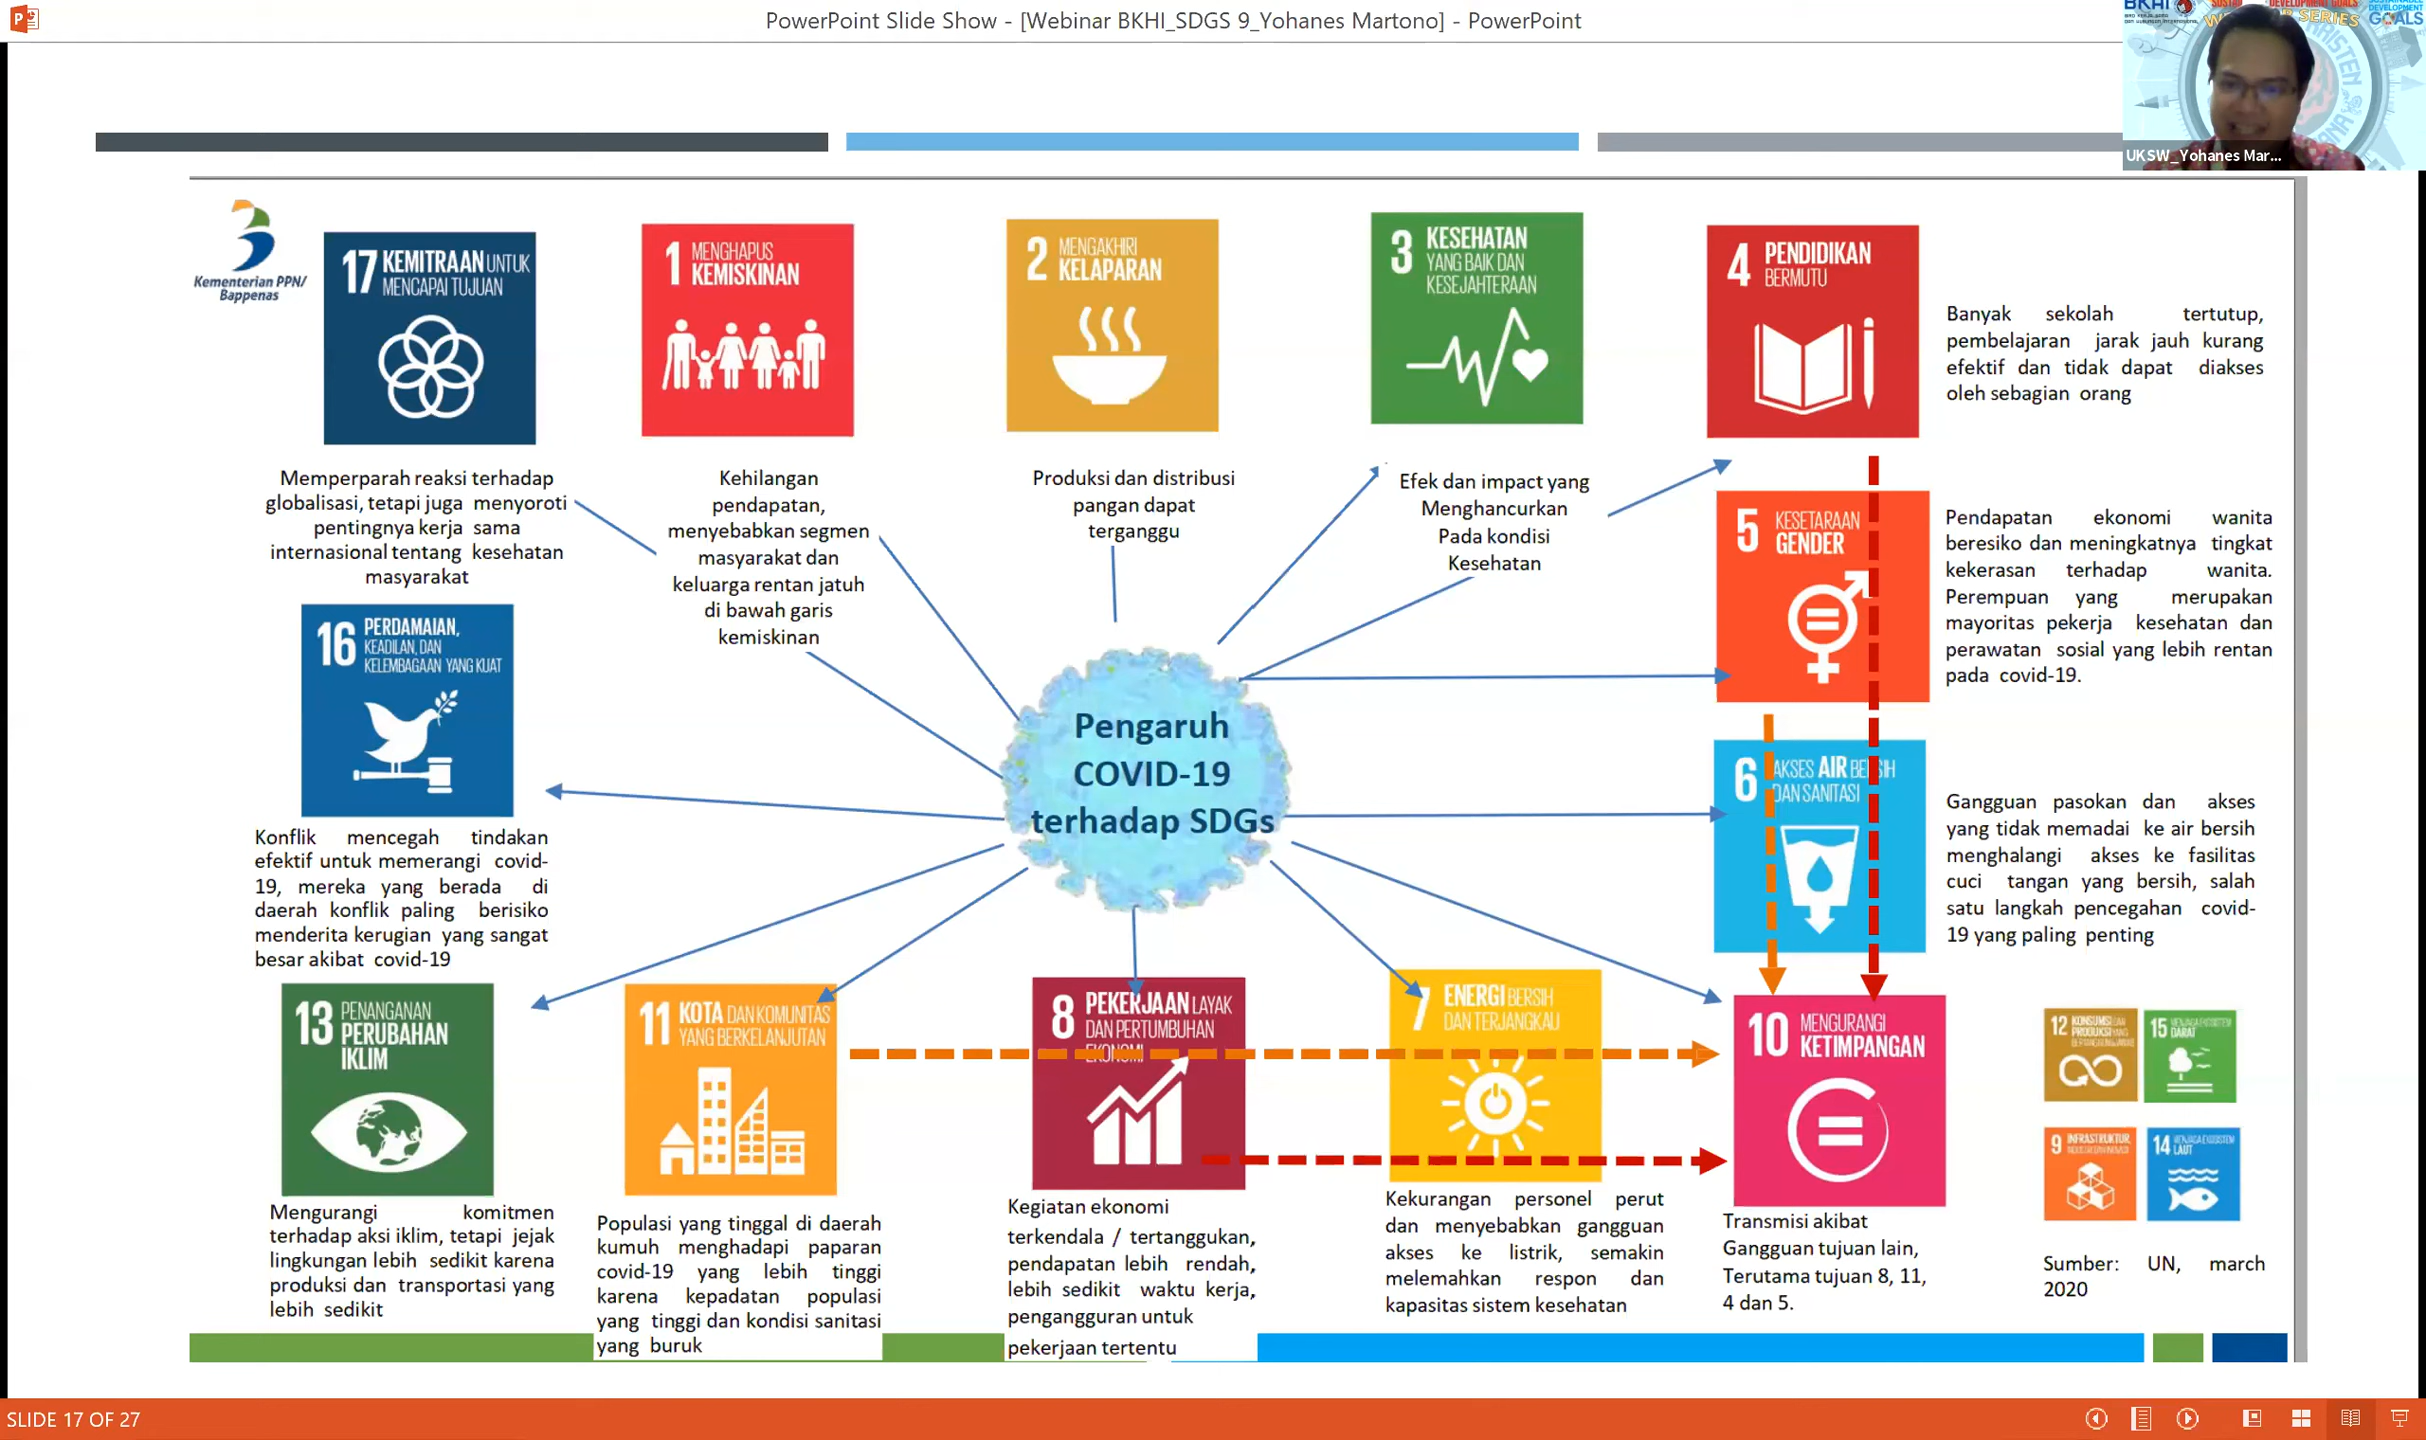 PowerPoint Slide Show - [Webinar BKHI_SDGS 9_Yohanes Martono] - PowerPoint
BKHI
SERIES
GOALS
UKSW_Yohanes Mar...
Kementerian PPN/
Bappenas
17 KEMITRAAN UNTUK
MENCAPAI TUJUAN
Memperparah reaksi terhadap
globalisasi, tetapi juga menyoroti
pentingnya kerja sama
internasional tentang kesehatan
masyarakat
1 MENGHAPUS
KEMISKINAN
Kehilangan
pendapatan,
menyebabkan segmen
masyarakat dan
keluarga rentan jatuh
di bawah garis
kemiskinan
2 MENGAKHIRI
KELAPARAN
Produksi dan distribusi
pangan dapat
terganggu
3 KESEHATAN
YANG BAIK DAN
KESEJAHTERAAN
Efek dan impact yang
Menghancurkan
Pada kondisi
Kesehatan
4 PENDIDIKAN
BERMUTU
Banyak sekolah tertutup,
pembelajaran jarak jauh kurang
efektif dan tidak dapat diakses
oleh sebagian orang
5 KESETARAAN
GENDER
Pendapatan ekonomi wanita
beresiko dan meningkatnya tingkat
kekerasan terhadap wanita.
Perempuan yang merupakan
mayoritas pekerja kesehatan dan
perawatan sosial yang lebih rentan
pada covid-19.
16 PERDAMAIAN,
KEADILAN, DAN
KELEMBAGAAN YANG KUAT
Konflik mencegah tindakan
efektif untuk memerangi covid-
19, mereka yang berada di
daerah konflik paling berisiko
menderita kerugian yang sangat
besar akibat covid-19
Pengaruh
COVID-19
terhadap SDGs
6 AKSES AIR BERSIH
DAN SANITASI
Gangguan pasokan dan akses
yang tidak memadai ke air bersih
menghalangi akses ke fasilitas
cuci tangan yang bersih, salah
satu langkah pencegahan covid-
19 yang paling penting
13 PENANGANAN
PERUBAHAN
IKLIM
Mengurangi komitmen
terhadap aksi iklim, tetapi jejak
lingkungan lebih sedikit karena
produksi dan transportasi yang
lebih sedikit
11 KOTA DAN KOMUNITAS
YANG BERKELANJUTAN
Populasi yang tinggal di daerah
kumuh menghadapi paparan
covid-19 yang lebih tinggi
karena kepadatan populasi
yang tinggi dan kondisi sanitasi
yang buruk
8 PEKERJAAN LAYAK
DAN PERTUMBUHAN
EKONOMI
Kegiatan ekonomi
terkendala / tertanggukan,
pendapatan lebih rendah,
lebih sedikit waktu kerja,
pengangguran untuk
pekerjaan tertentu
7 ENERGI BERSIH
DAN TERJANGKAU
Kekurangan personel perut
dan menyebabkan gangguan
akses ke listrik, semakin
melemahkan respon dan
kapasitas sistem kesehatan
10 MENGURANGI
KETIMPANGAN
Transmisi akibat
Gangguan tujuan lain,
Terutama tujuan 8, 11,
4 dan 5.
12 KONSUMSI DAN
PRODUKSI YANG
15
DARAT
9 INFRASTRUKTUR,
14
LAUT
Sumber: UN, march
2020
SLIDE 17 OF 27